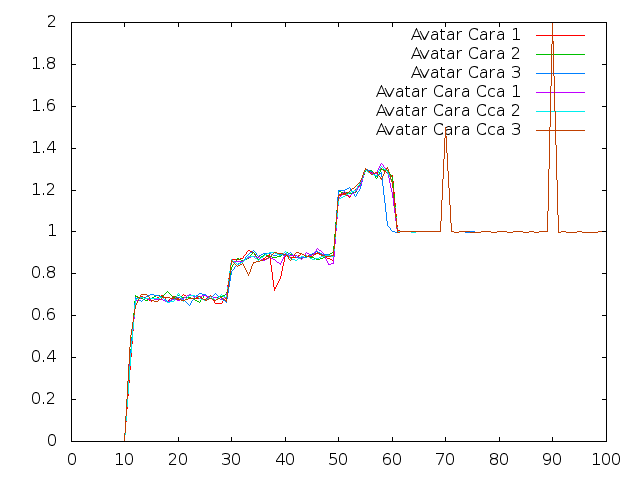 2
1.8
1.6
1.4
1.2
1
0.8
0.6
0.4
0.2
0
0 10 20 30 40 50 60 70 80 90 100
Avatar Cara 1
Avatar Cara 2
Avatar Cara 3
Avatar Cara Cca 1
Avatar Cara Cca 2
Avatar Cara Cca 3